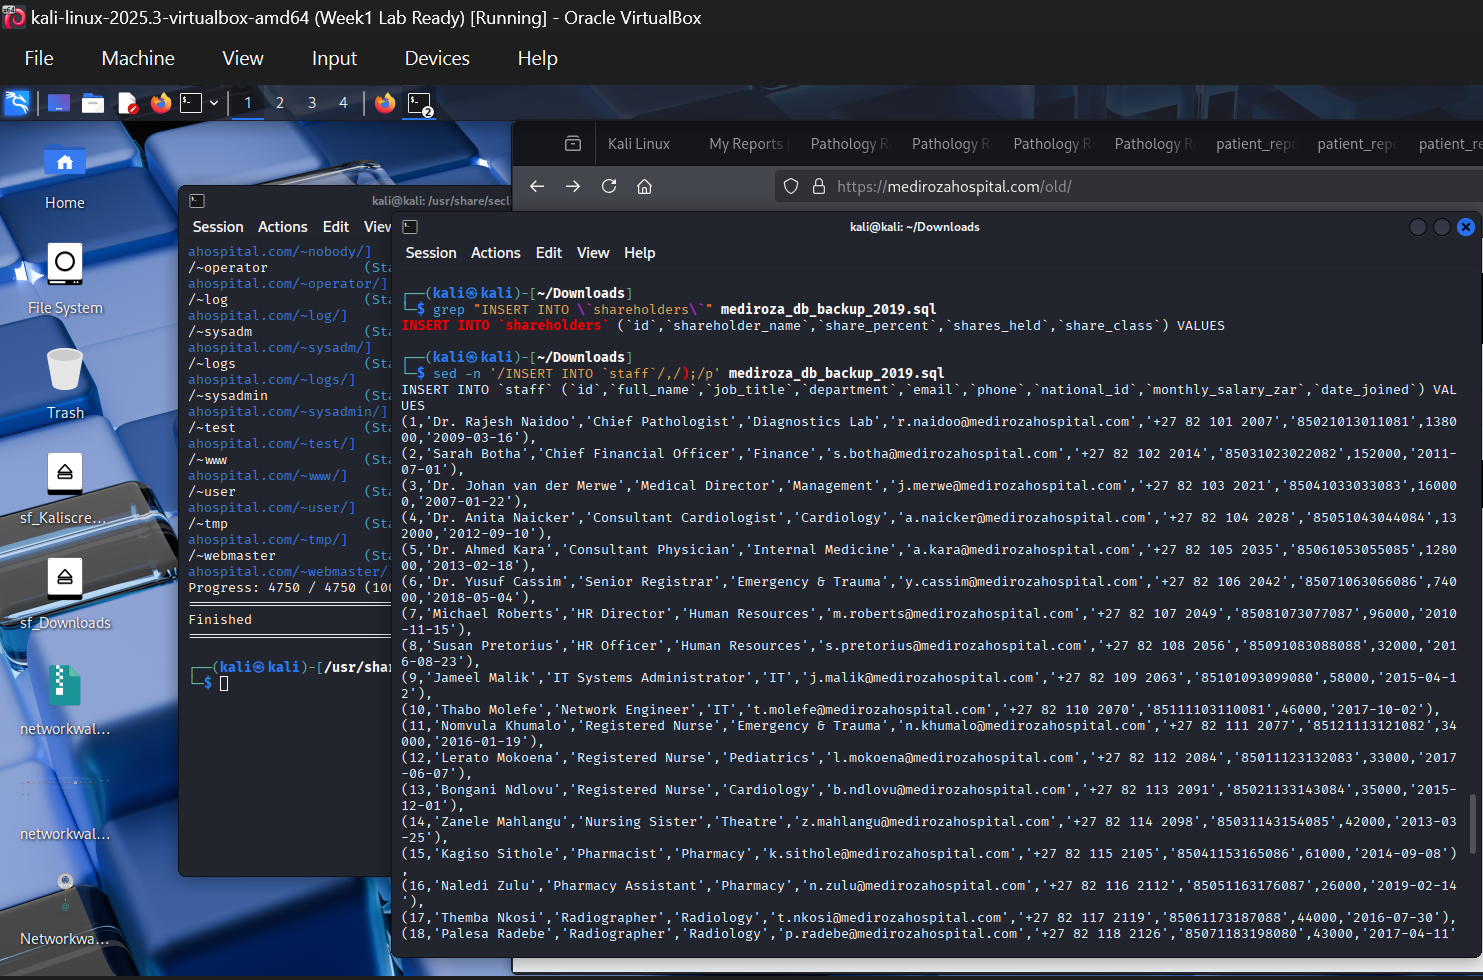 kali-linux-2025.3-virtualbox-amd64 (Week1 Lab Ready) [Running] - Oracle VirtualBox
File Machine View Input Devices Help
1 2 3 4 2
Kali Linux My Reports Pathology R Pathology R Pathology R Pathology R patient_repo patient_repo patient_re
https://medirozahospital.com/old/
Home
File System
Trash
sf_Kaliscre...
sf_Downloads
networkwal...
networkwal...
Networkwa...
kali@kali: /usr/share/secl
Session Actions Edit View
ahospital.com/~nobody/]
/~operator (Sta
ahospital.com/~operator/]
/~log (Sta
ahospital.com/~log/]
/~sysadm (Sta
ahospital.com/~sysadm/]
/~logs (Sta
ahospital.com/~logs/]
/~sysadmin (Sta
ahospital.com/~sysadmin/]
/~test (Sta
ahospital.com/~test/]
/~www (Sta
ahospital.com/~www/]
/~user (Sta
ahospital.com/~user/]
/~tmp (Sta
ahospital.com/~tmp/]
/~webmaster (Sta
ahospital.com/~webmaster/
Progress: 4750 / 4750 (100
Finished
┌──(kali㉿kali)-[/usr/shar
└─$
kali@kali: ~/Downloads
Session Actions Edit View Help
┌──(kali㉿kali)-[~/Downloads]
└─$ grep "INSERT INTO \`shareholders\`" mediroza_db_backup_2019.sql
INSERT INTO `shareholders` (`id`,`shareholder_name`,`share_percent`,`shares_held`,`share_class`) VALUES
┌──(kali㉿kali)-[~/Downloads]
└─$ sed -n '/INSERT INTO `staff`/,/);/p' mediroza_db_backup_2019.sql
INSERT INTO `staff` (`id`,`full_name`,`job_title`,`department`,`email`,`phone`,`national_id`,`monthly_salary_zar`,`date_joined`) VAL
UES
(1,'Dr. Rajesh Naidoo','Chief Pathologist','Diagnostics Lab','r.naidoo@medirozahospital.com','+27 82 101 2007','85021013011081',1380
00,'2009-03-16'),
(2,'Sarah Botha','Chief Financial Officer','Finance','s.botha@medirozahospital.com','+27 82 102 2014','85031023022082',152000,'2011-
07-01'),
(3,'Dr. Johan van der Merwe','Medical Director','Management','j.merwe@medirozahospital.com','+27 82 103 2021','85041033033083',16000
0,'2007-01-22'),
(4,'Dr. Anita Naicker','Consultant Cardiologist','Cardiology','a.naicker@medirozahospital.com','+27 82 104 2028','85051043044084',13
2000,'2012-09-10'),
(5,'Dr. Ahmed Kara','Consultant Physician','Internal Medicine','a.kara@medirozahospital.com','+27 82 105 2035','85061053055085',1280
00,'2013-02-18'),
(6,'Dr. Yusuf Cassim','Senior Registrar','Emergency & Trauma','y.cassim@medirozahospital.com','+27 82 106 2042','85071063066086',740
00,'2018-05-04'),
(7,'Michael Roberts','HR Director','Human Resources','m.roberts@medirozahospital.com','+27 82 107 2049','85081073077087',96000,'2010
-11-15'),
(8,'Susan Pretorius','HR Officer','Human Resources','s.pretorius@medirozahospital.com','+27 82 108 2056','85091083088088',32000,'201
6-08-23'),
(9,'Jameel Malik','IT Systems Administrator','IT','j.malik@medirozahospital.com','+27 82 109 2063','85101093099080',58000,'2015-04-1
2'),
(10,'Thabo Molefe','Network Engineer','IT','t.molefe@medirozahospital.com','+27 82 110 2070','85111103110081',46000,'2017-10-02'),
(11,'Nomvula Khumalo','Registered Nurse','Emergency & Trauma','n.khumalo@medirozahospital.com','+27 82 111 2077','85121113121082',34
000,'2016-01-19'),
(12,'Lerato Mokoena','Registered Nurse','Pediatrics','l.mokoena@medirozahospital.com','+27 82 112 2084','85011123132083',33000,'2017
-06-07'),
(13,'Bongani Ndlovu','Registered Nurse','Cardiology','b.ndlovu@medirozahospital.com','+27 82 113 2091','85021133143084',35000,'2015-
12-01'),
(14,'Zanele Mahlangu','Nursing Sister','Theatre','z.mahlangu@medirozahospital.com','+27 82 114 2098','85031143154085',42000,'2013-03
-25'),
(15,'Kagiso Sithole','Pharmacist','Pharmacy','k.sithole@medirozahospital.com','+27 82 115 2105','85041153165086',61000,'2014-09-08')
,
(16,'Naledi Zulu','Pharmacy Assistant','Pharmacy','n.zulu@medirozahospital.com','+27 82 116 2112','85051163176087',26000,'2019-02-14
'),
(17,'Themba Nkosi','Radiographer','Radiology','t.nkosi@medirozahospital.com','+27 82 117 2119','85061173187088',44000,'2016-07-30'),
(18,'Palesa Radebe','Radiographer','Radiology','p.radebe@medirozahospital.com','+27 82 118 2126','85071183198080',43000,'2017-04-11'